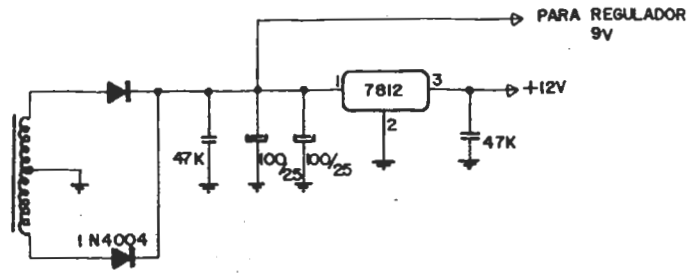 PARA REGULADOR
9V
1
7812
3
+12V
2
47K
100/25
100/25
47K
1N4004